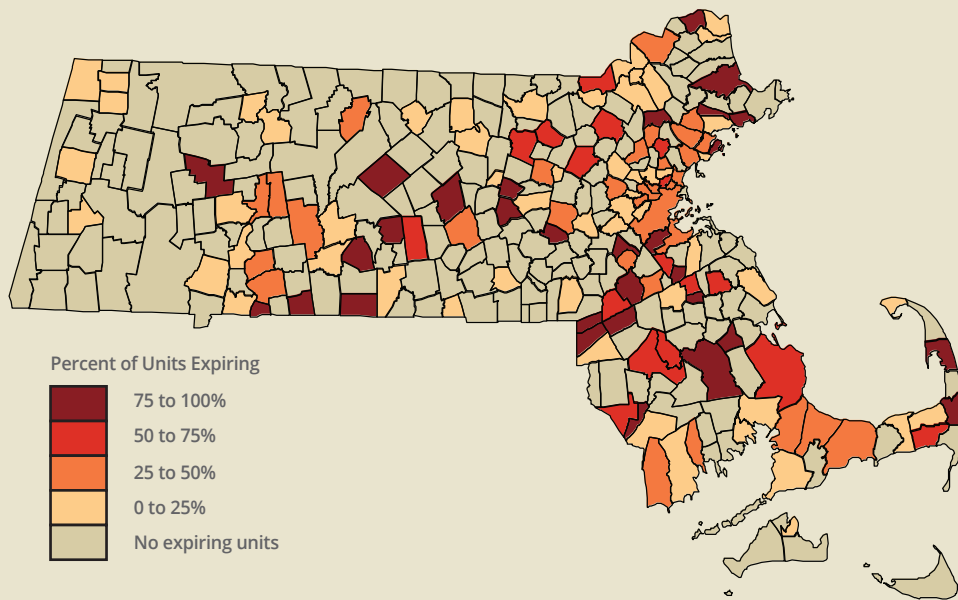 Percent of Units Expiring
75 to 100%
50 to 75%
25 to 50%
0 to 25%
No expiring units